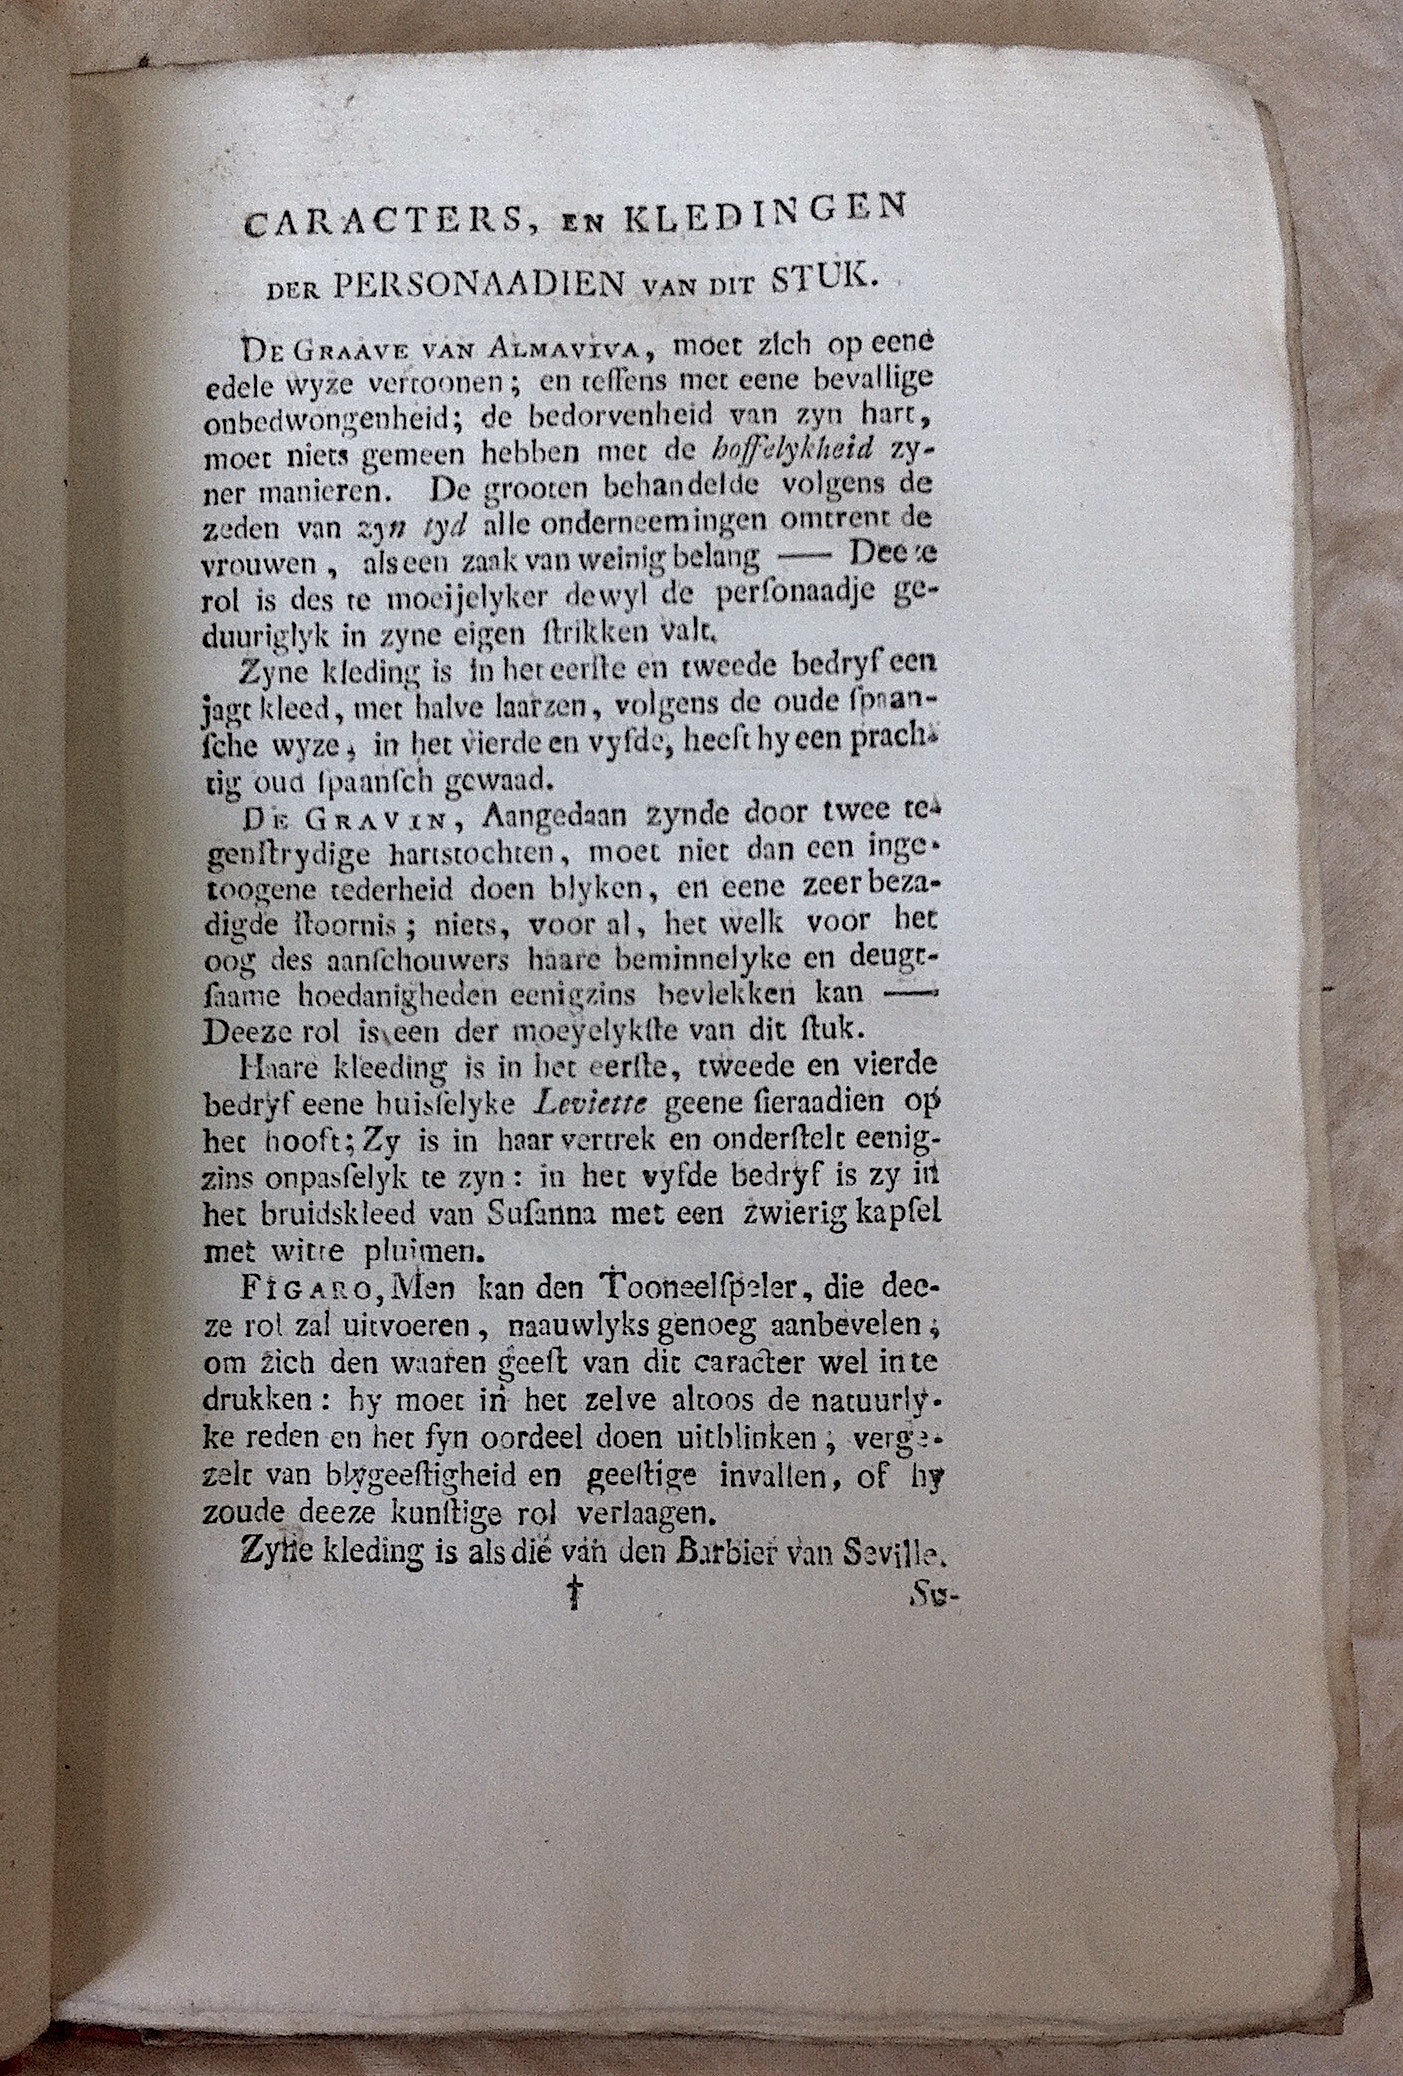 CARACTERS, EN KLEDINGEN
DER PERSONAADIEN VAN DIT STUK.
DE GRAAVE VAN ALMAVIVA, moet zich op eene
edele wyze vertoonen; en teſſens met eene bevallige
onbedwongenheid; de bedorvenheid van zyn hart,
moet niets gemeen hebben met de hoffelykheid zy-
ner manieren. De grooten behandelde volgens de
zeden van zyn tyd alle onderneemingen omtrent de
vrouwen, als een zaak van weinig belang —— Deeze
rol is des te moeijelyker dewyl de perſonaadje ge-
duuriglyk in zyne eigen ſtrikken valt.
Zyne kleding is in het eerſte en tweede bedryf een
jagt kleed, met halve laarzen, volgens de oude ſpaan-
ſche wyze; in het vierde en vyfde, heeft hy een prach-
tig oud ſpaanſch gewaad.
DE GRAVIN, Aangedaan zynde door twee te-
genſtrydige hartstochten, moet niet dan een inge-
toogene tederheid doen blyken, en eene zeer beza-
digde ſtoornis; niets, voor al, het welk voor het
oog des aanſchouwers haare beminnelyke en deugt-
ſaame hoedanigheden eenigzins bevlekken kan ——
Deeze rol is een der moeyelykſte van dit ſtuk.
Haare kleeding is in het eerſte, tweede en vierde
bedryf eene huisſelyke Leviette geene ſieraadien op
het hooft; Zy is in haar vertrek en onderſtelt eenig-
zins onpasſelyk te zyn: in het vyfde bedryf is zy in
het bruidskleed van Suſanna met een zwierig kapſel
met witte pluimen.
FIGARO, Men kan den Tooneelſpeler, die dee-
ze rol zal uitvoeren, naauwlyks genoeg aanbevelen;
om zich den waaren geeſt van dit caracter wel in te
drukken: hy moet in het zelve altoos de natuurly-
ke reden en het fyn oordeel doen uitblinken; verge-
zelt van blygeeſtigheid en geeſtige invallen, of hy
zoude deeze kunſtige rol verlaagen.
Zyne kleding is als die van den Barbier van Seville.
† Su-